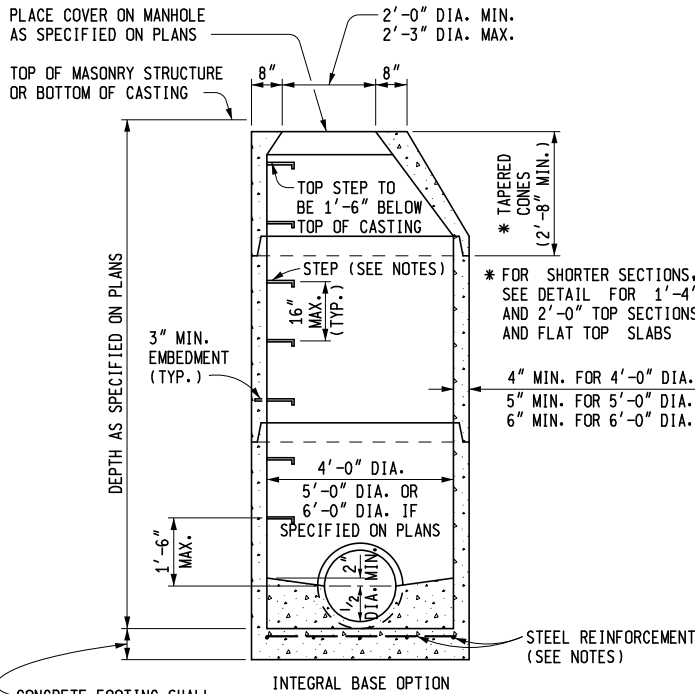 PLACE COVER ON MANHOLE
AS SPECIFIED ON PLANS
2'-0" DIA. MIN.
2'-3" DIA. MAX.
TOP OF MASONRY STRUCTURE
OR BOTTOM OF CASTING
8"
8"
* TAPERED
CONES
(2'-8" MIN.)
TOP STEP TO
BE 1'-6" BELOW
TOP OF CASTING
STEP (SEE NOTES)
16"
MAX.
(TYP.)
* FOR SHORTER SECTIONS,
SEE DETAIL FOR 1'-4"
AND 2'-0" TOP SECTIONS
AND FLAT TOP SLABS
3" MIN.
EMBEDMENT
(TYP.)
DEPTH AS SPECIFIED ON PLANS
4" MIN. FOR 4'-0" DIA.
5" MIN. FOR 5'-0" DIA.
6" MIN. FOR 6'-0" DIA.
4'-0" DIA.
5'-0" DIA. OR
6'-0" DIA. IF
SPECIFIED ON PLANS
1'-6"
MAX.
2"
1/2
DIA. MIN.
STEEL REINFORCEMENT
(SEE NOTES)
INTEGRAL BASE OPTION
CONCRETE FOOTING SHALL